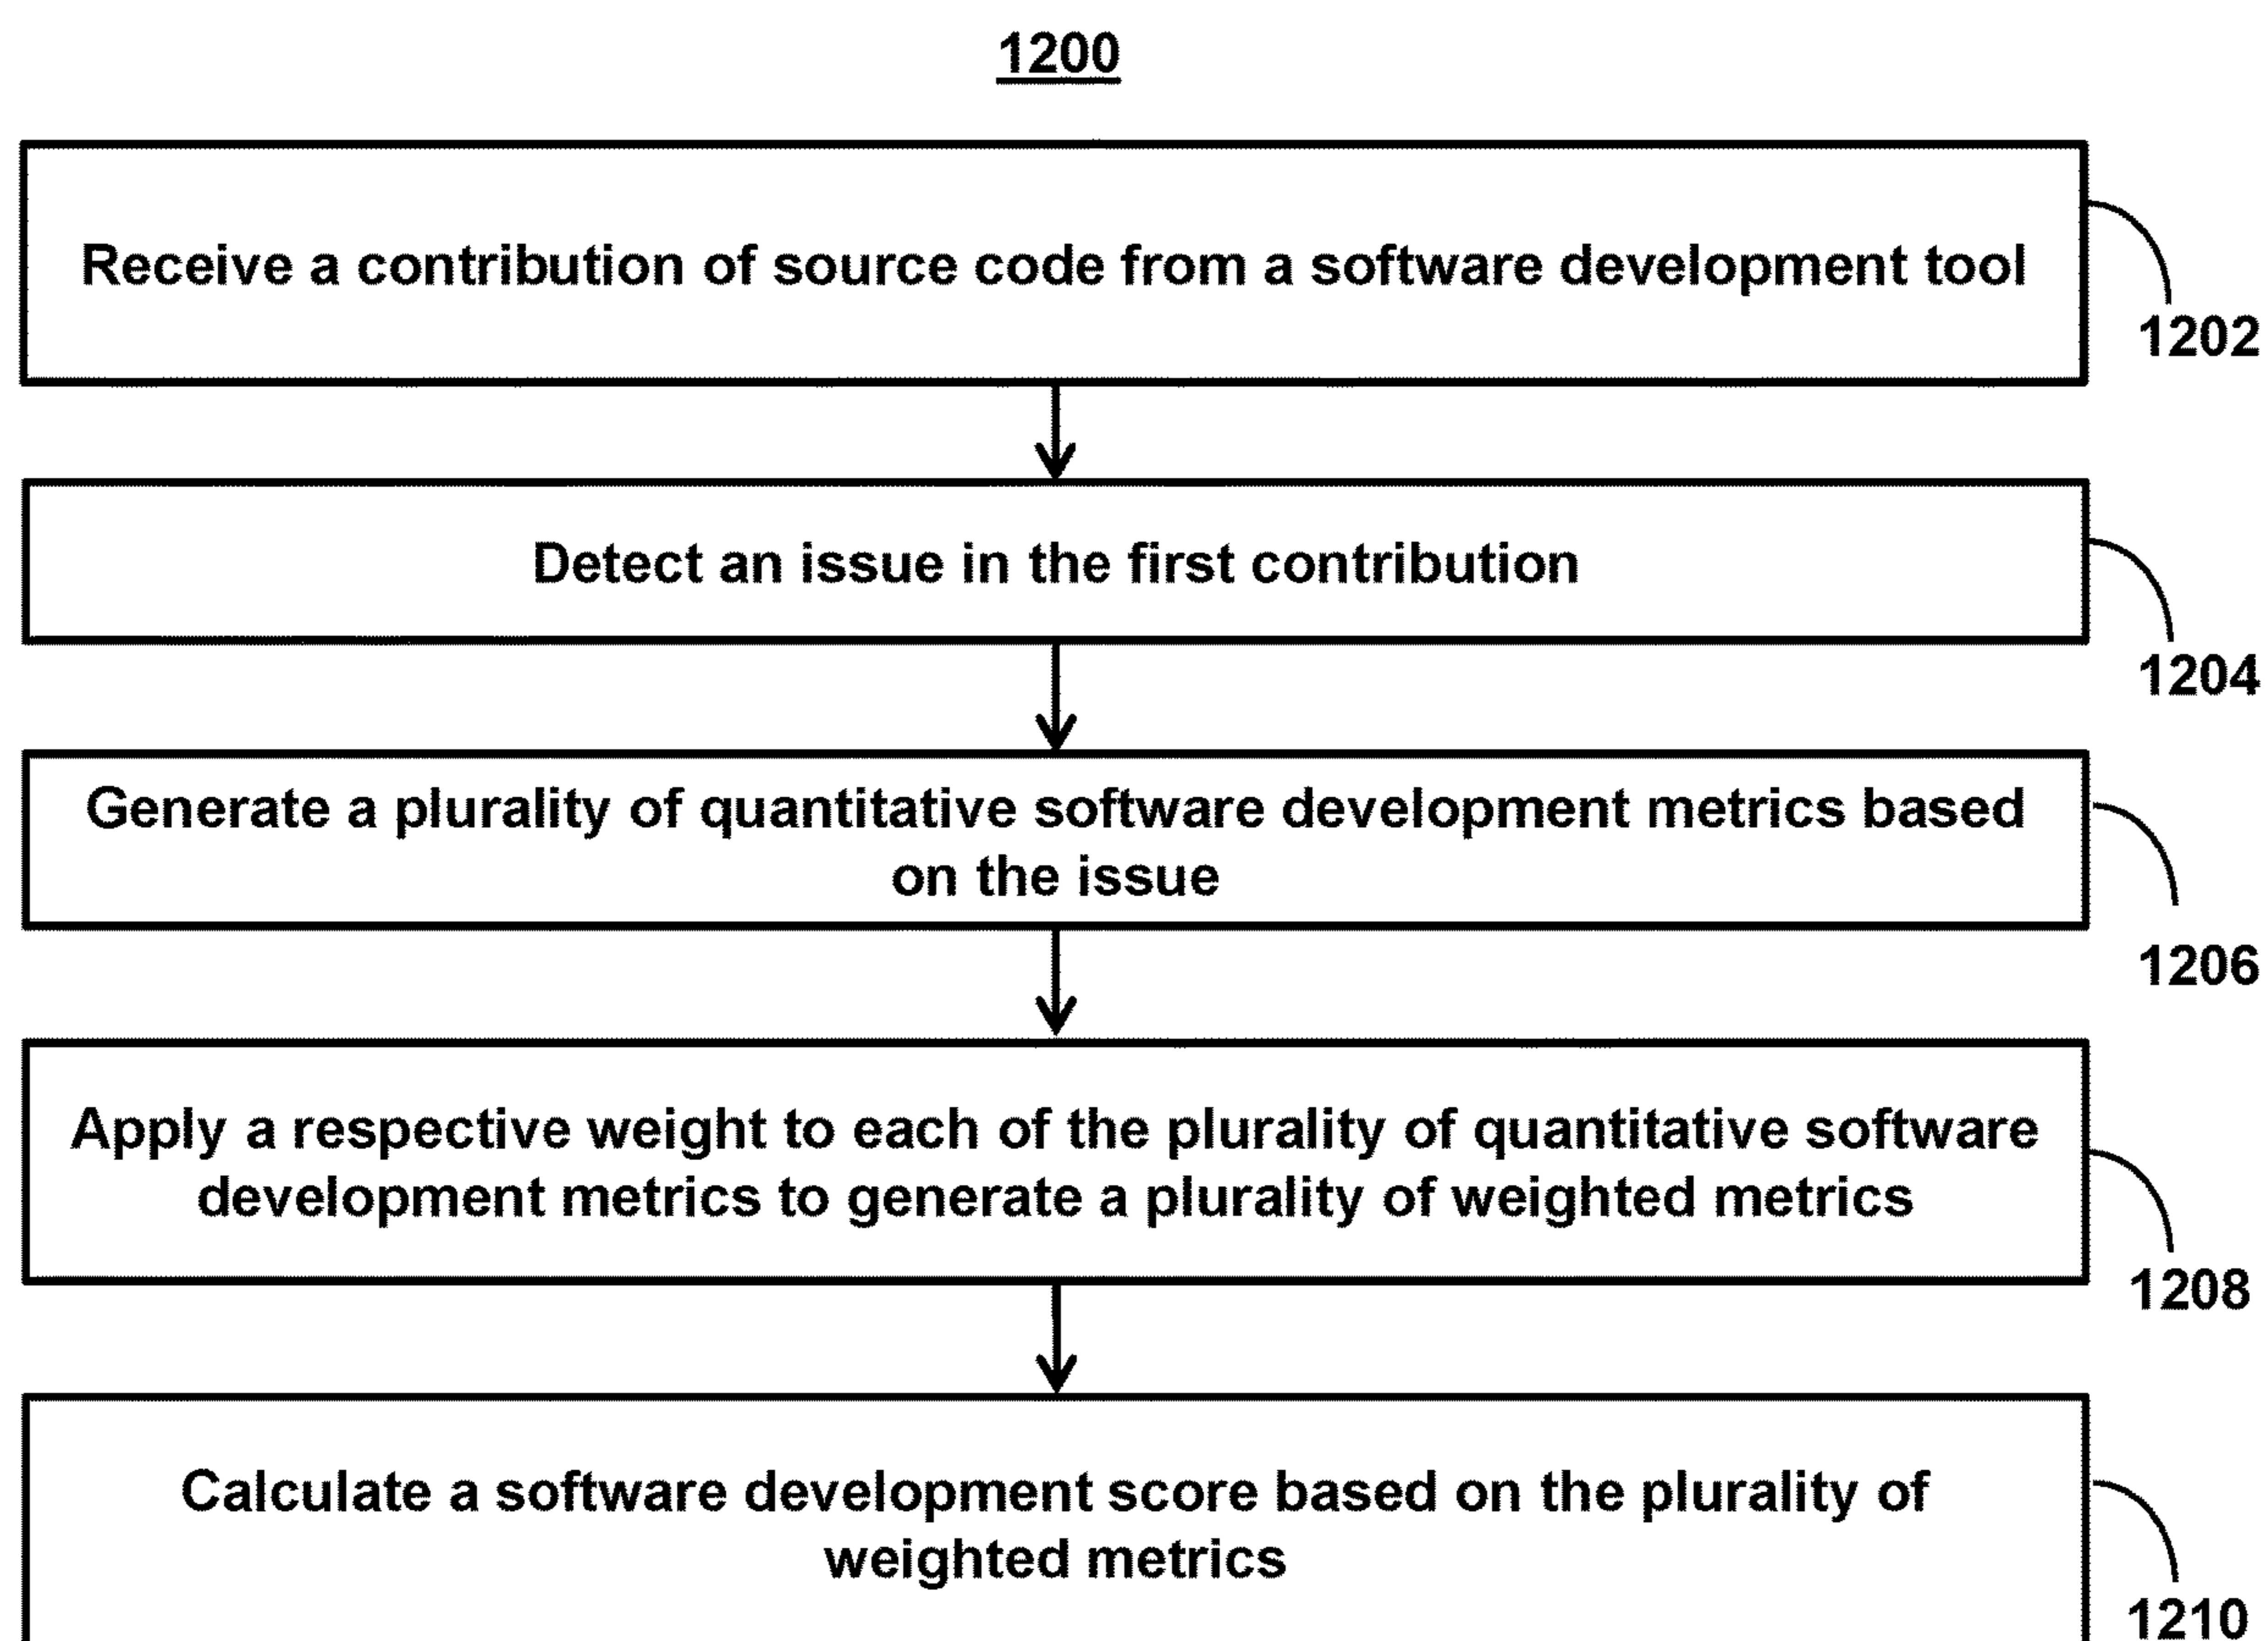 1200
Receive a contribution of source code from a software development tool
1202
Detect an issue in the first contribution
1204
Generate a plurality of quantitative software development metrics based
on the issue
1206
Apply a respective weight to each of the plurality of quantitative software
development metrics to generate a plurality of weighted metrics
1208
Calculate a software development score based on the plurality of
weighted metrics
1210